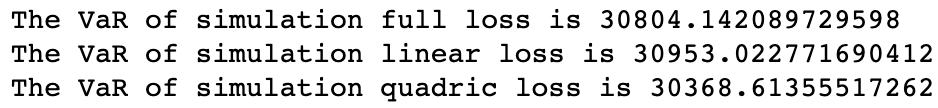 The VaR of simulation full loss is 30804.142089729598
The VaR of simulation linear loss is 30953.022771690412
The VaR of simulation quadric loss is 30368.61355517262